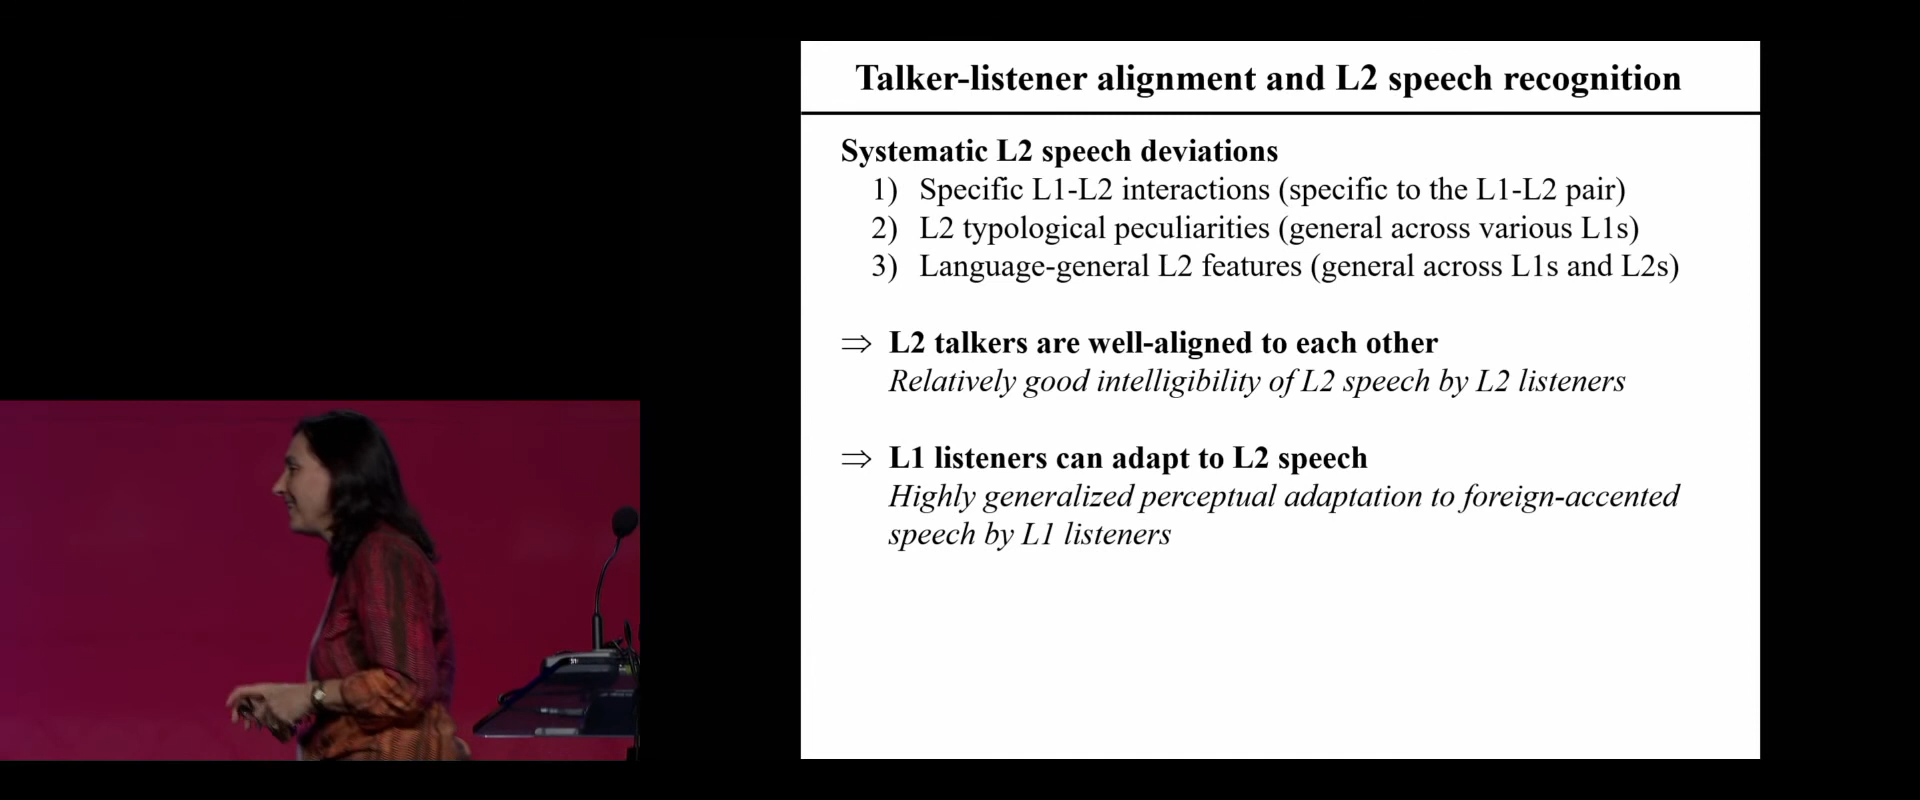 Talker-listener alignment and L2 speech recognition
Systematic L2 speech deviations
1) Specific L1-L2 interactions (specific to the L1-L2 pair)
2) L2 typological peculiarities (general across various L1s)
3) Language-general L2 features (general across L1s and L2s)
⇒ L2 talkers are well-aligned to each other
Relatively good intelligibility of L2 speech by L2 listeners
⇒ L1 listeners can adapt to L2 speech
Highly generalized perceptual adaptation to foreign-accented
speech by L1 listeners